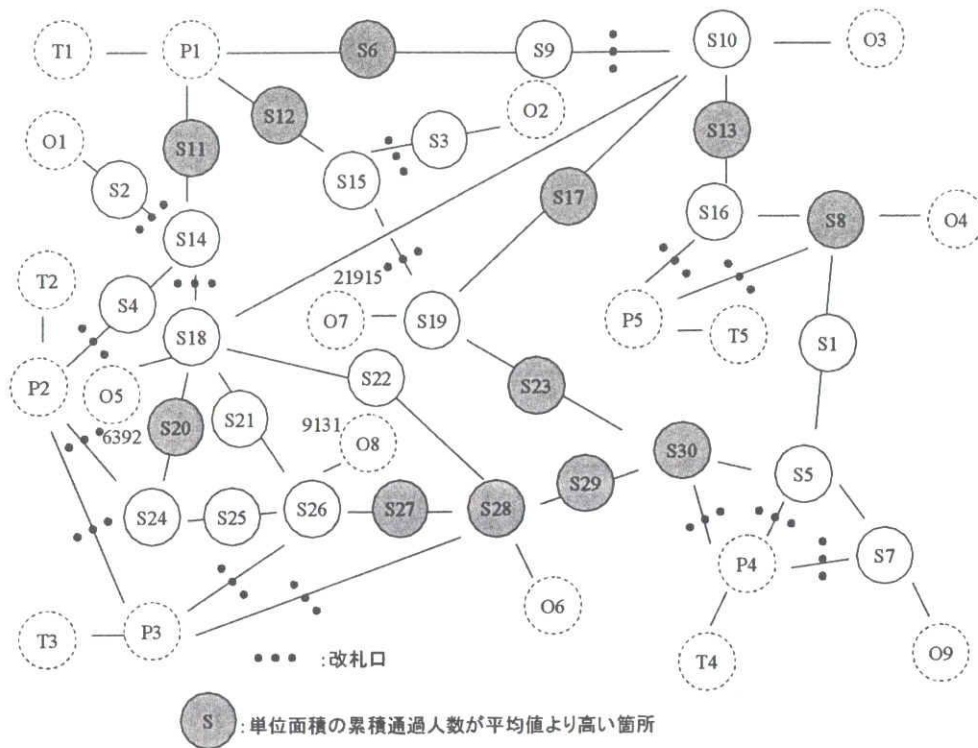 T1
P1
S6
S9
S10
O3
O1
S2
S11
S12
S15
S3
O2
S13
S17
S16
S8
O4
S14
T2
S4
21915
O7
S19
P5
T5
S1
P2
O5
S18
S22
6392
S20
S21
9131
O8
S23
S30
S5
S24
S25
S26
S27
S28
S29
P4
S7
T3
P3
O6
T4
O9
:改札口
S
:単位面積の累積通過人数が平均値より高い箇所